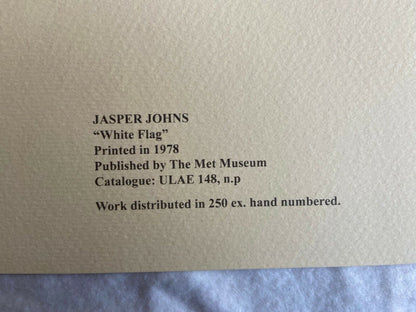 JASPER JOHNS
“White Flag”
Printed in 1978
Published by The Met Museum
Catalogue: ULAE 148, n.p
Work distributed in 250 ex. hand numbered.